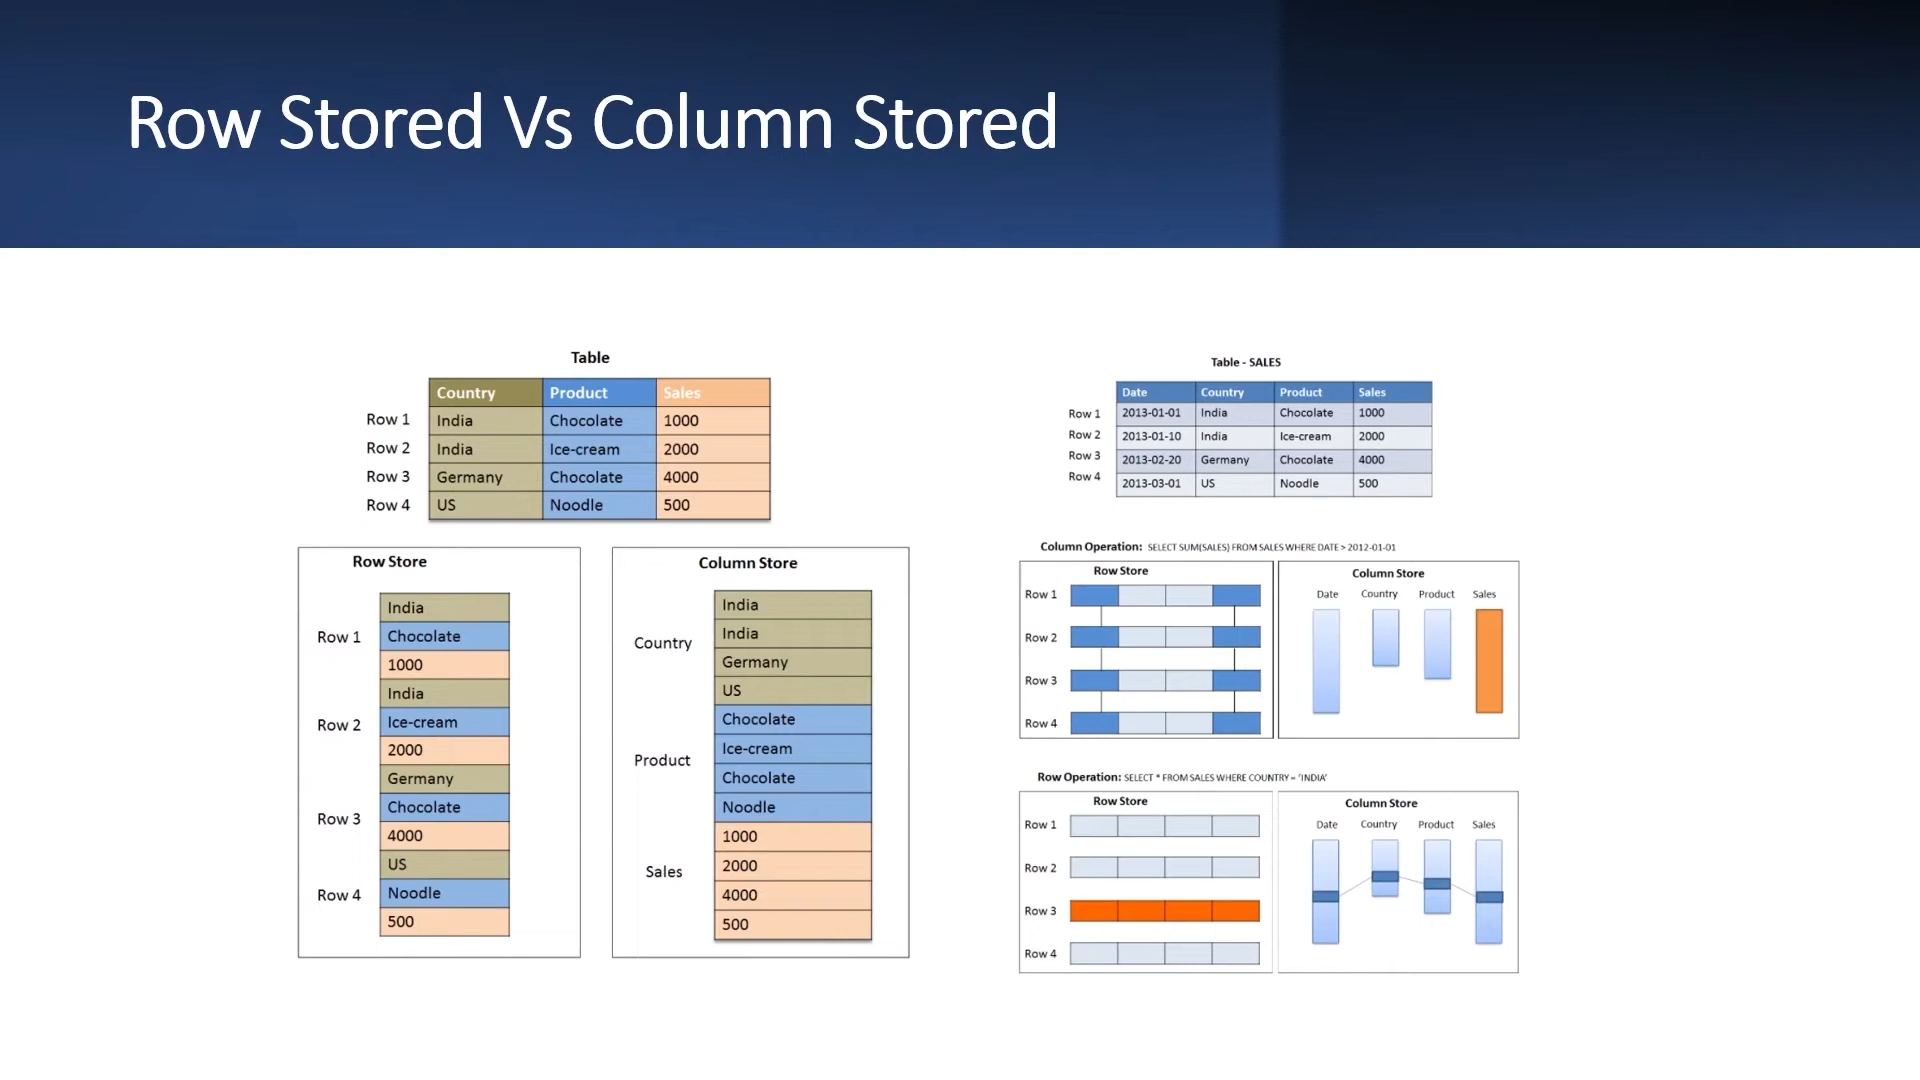 Row Stored Vs Column Stored
Table
Country Product Sales
Row 1 India Chocolate 1000
Row 2 India Ice-cream 2000
Row 3 Germany Chocolate 4000
Row 4 US Noodle 500
Row Store
Row 1
India
Chocolate
1000
Row 2
India
Ice-cream
2000
Row 3
Germany
Chocolate
4000
Row 4
US
Noodle
500
Column Store
Country
India
India
Germany
US
Product
Chocolate
Ice-cream
Chocolate
Noodle
Sales
1000
2000
4000
500
Table - SALES
Date Country Product Sales
Row 1 2013-01-01 India Chocolate 1000
Row 2 2013-01-10 India Ice-cream 2000
Row 3 2013-02-20 Germany Chocolate 4000
Row 4 2013-03-01 US Noodle 500
Column Operation: SELECT SUM(SALES) FROM SALES WHERE DATE > 2012-01-01
Row Store
Row 1
Row 2
Row 3
Row 4
Column Store
Date Country Product Sales
Row Operation: SELECT * FROM SALES WHERE COUNTRY = 'INDIA'
Row Store
Row 1
Row 2
Row 3
Row 4
Column Store
Date Country Product Sales